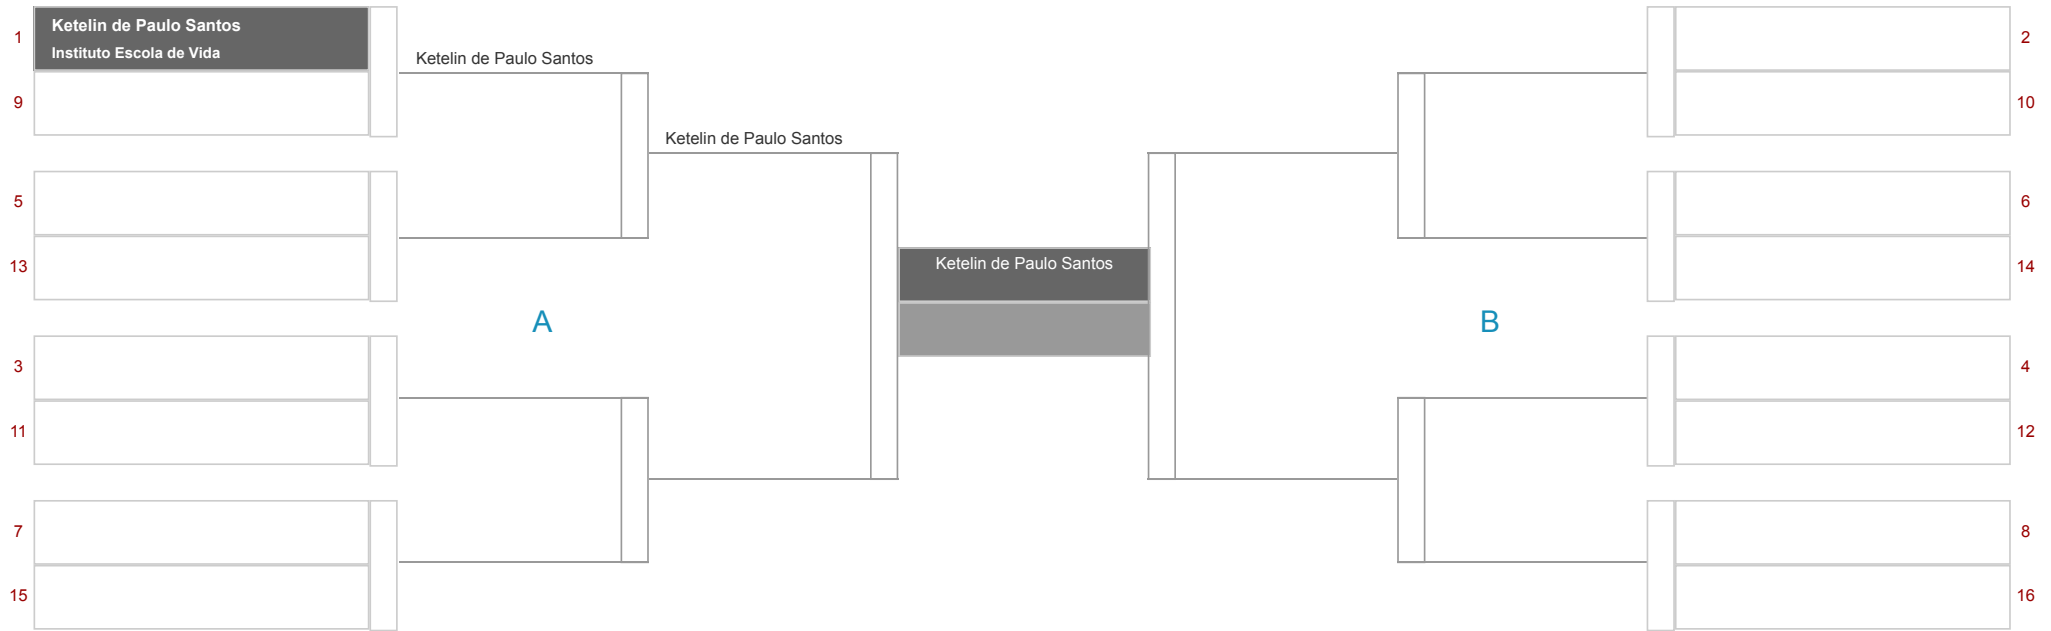 1
Ketelin de Paulo Santos
Instituto Escola de Vida
9
5
13
3
11
7
15
Ketelin de Paulo Santos
Ketelin de Paulo Santos
A
Ketelin de Paulo Santos
B
2
10
6
14
4
12
8
16